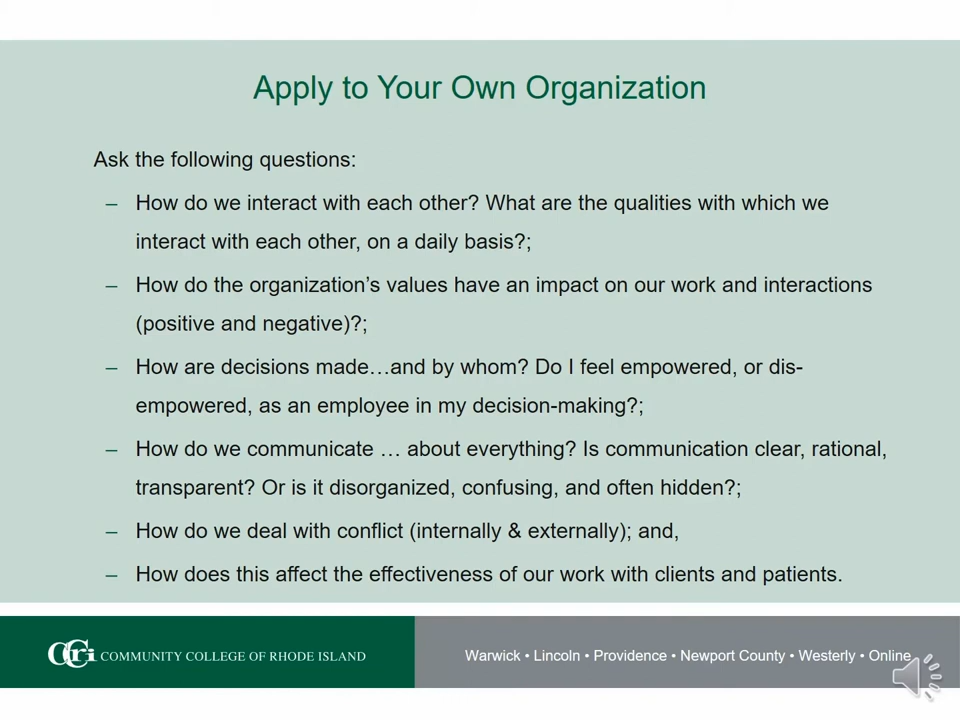 Apply to Your Own Organization
Ask the following questions:
– How do we interact with each other? What are the qualities with which we
interact with each other, on a daily basis?;
– How do the organization’s values have an impact on our work and interactions
(positive and negative)?;
– How are decisions made…and by whom? Do I feel empowered, or dis-
empowered, as an employee in my decision-making?;
– How do we communicate … about everything? Is communication clear, rational,
transparent? Or is it disorganized, confusing, and often hidden?;
– How do we deal with conflict (internally & externally); and,
– How does this affect the effectiveness of our work with clients and patients.
CCri COMMUNITY COLLEGE OF RHODE ISLAND
Warwick • Lincoln • Providence • Newport County • Westerly • Online